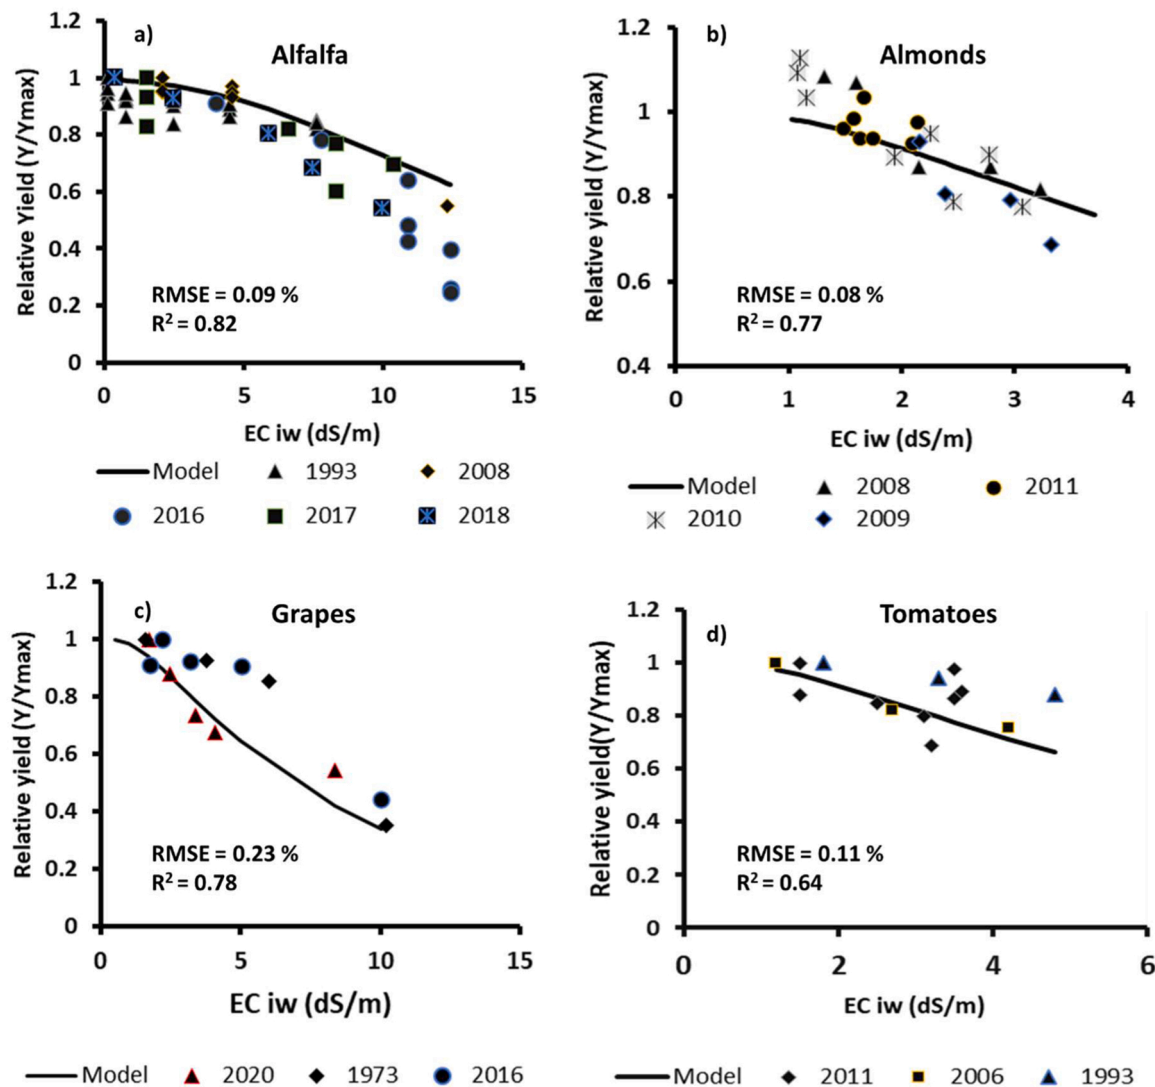 a)
Alfalfa
Relative Yield (Y/Ymax)
1.2
1
0.8
0.6
0.4
0.2
0
RMSE = 0.09 %
R² = 0.82
0 5 10 15
EC iw (dS/m)
Model 1993 2008
2016 2017 2018
b)
Almonds
Relative yield (Y/Ymax)
1.2
1
0.8
0.6
0.4
RMSE = 0.08 %
R² = 0.77
0 1 2 3 4
EC iw (dS/m)
Model 2008 2011
2010 2009
c)
Grapes
Relative yield (Y/Ymax)
1.2
1
0.8
0.6
0.4
0.2
0
RMSE = 0.23 %
R² = 0.78
0 5 10 15
EC iw (dS/m)
Model 2020 1973 2016
d)
Tomatoes
Relative yield(Y/Ymax)
1.2
1
0.8
0.6
0.4
0.2
0
RMSE = 0.11 %
R² = 0.64
0 2 4 6
EC iw (dS/m)
Model 2011 2006 1993